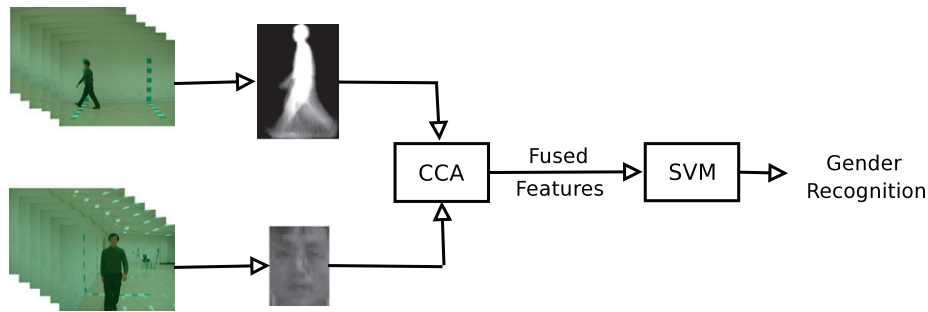 CCA
Fused
Features
SVM
Gender
Recognition